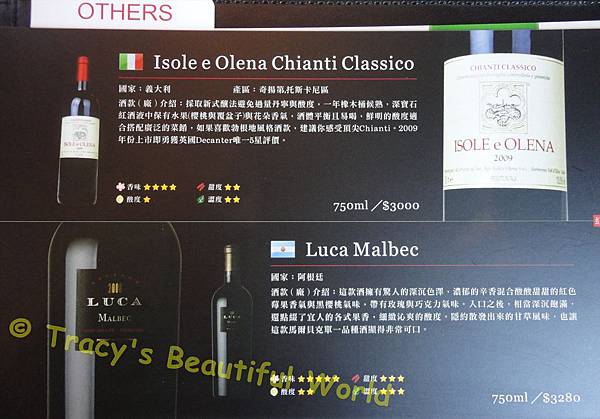 OTHERS
Isole e Olena Chianti Classico
國家：義大利 產區：奇揚第,托斯卡尼區
酒款(廠)介紹：採取新式釀法避免過量丹寧與酸度，一年橡木桶候熟，深寶石
紅酒液中保有水果(櫻桃與覆盆子)與花朵香氣，酒體平衡且易喝，鮮明的酸度適
合搭配廣泛的菜餚，如果喜歡勃根地風格酒款，建議你感受頂尖Chianti。2009
年份上市即勇獲英國Decanter唯一5星評價。
香味 ★★★★ 甜度 ★★
酸度 ★ 澀度 ★★
750ml／$3000
CHIANTI CLASSICO
ISOLE e OLENA
2009
ISOLE e OLENA
Luca Malbec
國家：阿根廷
酒款(廠)介紹：這款酒擁有驚人的深沉色澤，濃郁的辛香混合酸酸甜甜的紅色
莓果香氣與黑櫻桃氣味，帶有玫瑰與巧克力氣味。入口之後，相當深沉飽滿，
還點綴了宜人的各式果香，細緻沁爽的酸度，隱約散發出來的甘草風味，也讓
這款馬爾貝克單一品種酒顯得非常可口。
香味 ★★★★★ 甜度 ★★★
酸度 ★★ 澀度 ★★★
750ml／$3280
LUCA
MALBEC
© Tracy's Beautiful World